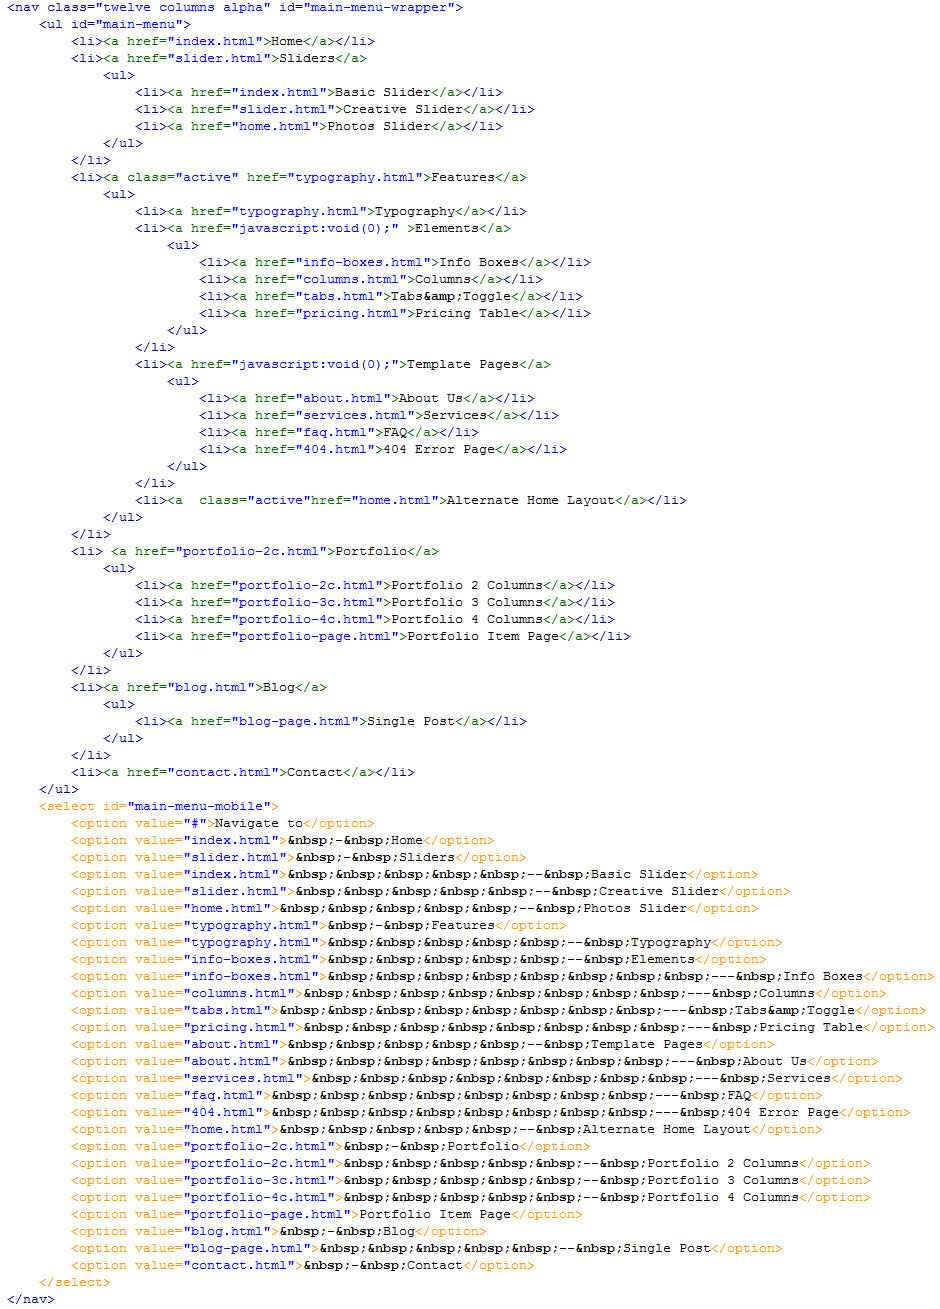 <nav class="twelve columns alpha" id="main-menu-wrapper">
    <ul id="main-menu">
        <li><a href="index.html">Home</a></li>
        <li><a href="slider.html">Sliders</a>
            <ul>
                <li><a href="index.html">Basic Slider</a></li>
                <li><a href="slider.html">Creative Slider</a></li>
                <li><a href="home.html">Photos Slider</a></li>
            </ul>
        </li>
        <li><a class="active" href="typography.html">Features</a>
            <ul>
                <li><a href="typography.html">Typography</a></li>
                <li><a href="javascript:void(0);" >Elements</a>
                    <ul>
                        <li><a href="info-boxes.html">Info Boxes</a></li>
                        <li><a href="columns.html">Columns</a></li>
                        <li><a href="tabs.html">Tabs&amp;Toggle</a></li>
                        <li><a href="pricing.html">Pricing Table</a></li>
                    </ul>
                </li>
                <li><a href="javascript:void(0);">Template Pages</a>
                    <ul>
                        <li><a href="about.html">About Us</a></li>
                        <li><a href="services.html">Services</a></li>
                        <li><a href="faq.html">FAQ</a></li>
                        <li><a href="404.html">404 Error Page</a></li>
                    </ul>
                </li>
                <li><a  class="active"href="home.html">Alternate Home Layout</a></li>
            </ul>
        </li>
        <li> <a href="portfolio-2c.html">Portfolio</a>
            <ul>
                <li><a href="portfolio-2c.html">Portfolio 2 Columns</a></li>
                <li><a href="portfolio-3c.html">Portfolio 3 Columns</a></li>
                <li><a href="portfolio-4c.html">Portfolio 4 Columns</a></li>
                <li><a href="portfolio-page.html">Portfolio Item Page</a></li>
            </ul>
        </li>
        <li><a href="blog.html">Blog</a>
            <ul>
                <li><a href="blog-page.html">Single Post</a></li>
            </ul>
        </li>
        <li><a href="contact.html">Contact</a></li>
    </ul>
    <select id="main-menu-mobile">
        <option value="#">Navigate to</option>
        <option value="index.html">&nbsp;-&nbsp;Home</option>
        <option value="slider.html">&nbsp;-&nbsp;Sliders</option>
        <option value="index.html">&nbsp;&nbsp;&nbsp;&nbsp;&nbsp;--&nbsp;Basic Slider</option>
        <option value="slider.html">&nbsp;&nbsp;&nbsp;&nbsp;&nbsp;--&nbsp;Creative Slider</option>
        <option value="home.html">&nbsp;&nbsp;&nbsp;&nbsp;&nbsp;--&nbsp;Photos Slider</option>
        <option value="typography.html">&nbsp;-&nbsp;Features</option>
        <option value="typography.html">&nbsp;&nbsp;&nbsp;&nbsp;&nbsp;--&nbsp;Typography</option>
        <option value="info-boxes.html">&nbsp;&nbsp;&nbsp;&nbsp;&nbsp;--&nbsp;Elements</option>
        <option value="info-boxes.html">&nbsp;&nbsp;&nbsp;&nbsp;&nbsp;&nbsp;&nbsp;&nbsp;---&nbsp;Info Boxes</option>
        <option value="columns.html">&nbsp;&nbsp;&nbsp;&nbsp;&nbsp;&nbsp;&nbsp;&nbsp;---&nbsp;Columns</option>
        <option value="tabs.html">&nbsp;&nbsp;&nbsp;&nbsp;&nbsp;&nbsp;&nbsp;&nbsp;---&nbsp;Tabs&amp;Toggle</option>
        <option value="pricing.html">&nbsp;&nbsp;&nbsp;&nbsp;&nbsp;&nbsp;&nbsp;&nbsp;---&nbsp;Pricing Table</option>
        <option value="about.html">&nbsp;&nbsp;&nbsp;&nbsp;&nbsp;--&nbsp;Template Pages</option>
        <option value="about.html">&nbsp;&nbsp;&nbsp;&nbsp;&nbsp;&nbsp;&nbsp;&nbsp;---&nbsp;About Us</option>
        <option value="services.html">&nbsp;&nbsp;&nbsp;&nbsp;&nbsp;&nbsp;&nbsp;&nbsp;---&nbsp;Services</option>
        <option value="faq.html">&nbsp;&nbsp;&nbsp;&nbsp;&nbsp;&nbsp;&nbsp;&nbsp;---&nbsp;FAQ</option>
        <option value="404.html">&nbsp;&nbsp;&nbsp;&nbsp;&nbsp;&nbsp;&nbsp;&nbsp;---&nbsp;404 Error Page</option>
        <option value="home.html">&nbsp;&nbsp;&nbsp;&nbsp;&nbsp;--&nbsp;Alternate Home Layout</option>
        <option value="portfolio-2c.html">&nbsp;-&nbsp;Portfolio</option>
        <option value="portfolio-2c.html">&nbsp;&nbsp;&nbsp;&nbsp;&nbsp;--&nbsp;Portfolio 2 Columns</option>
        <option value="portfolio-3c.html">&nbsp;&nbsp;&nbsp;&nbsp;&nbsp;--&nbsp;Portfolio 3 Columns</option>
        <option value="portfolio-4c.html">&nbsp;&nbsp;&nbsp;&nbsp;&nbsp;--&nbsp;Portfolio 4 Columns</option>
        <option value="portfolio-page.html">Portfolio Item Page</option>
        <option value="blog.html">&nbsp;-&nbsp;Blog</option>
        <option value="blog-page.html">&nbsp;&nbsp;&nbsp;&nbsp;&nbsp;--&nbsp;Single Post</option>
        <option value="contact.html">&nbsp;-&nbsp;Contact</option>
    </select>
</nav>